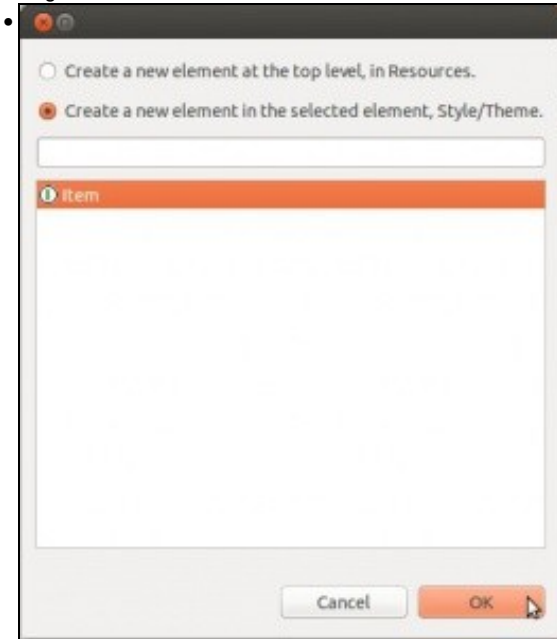 Create a new element at the top level, in Resources.
Create a new element in the selected element, Style/Theme.
Item
Cancel
OK